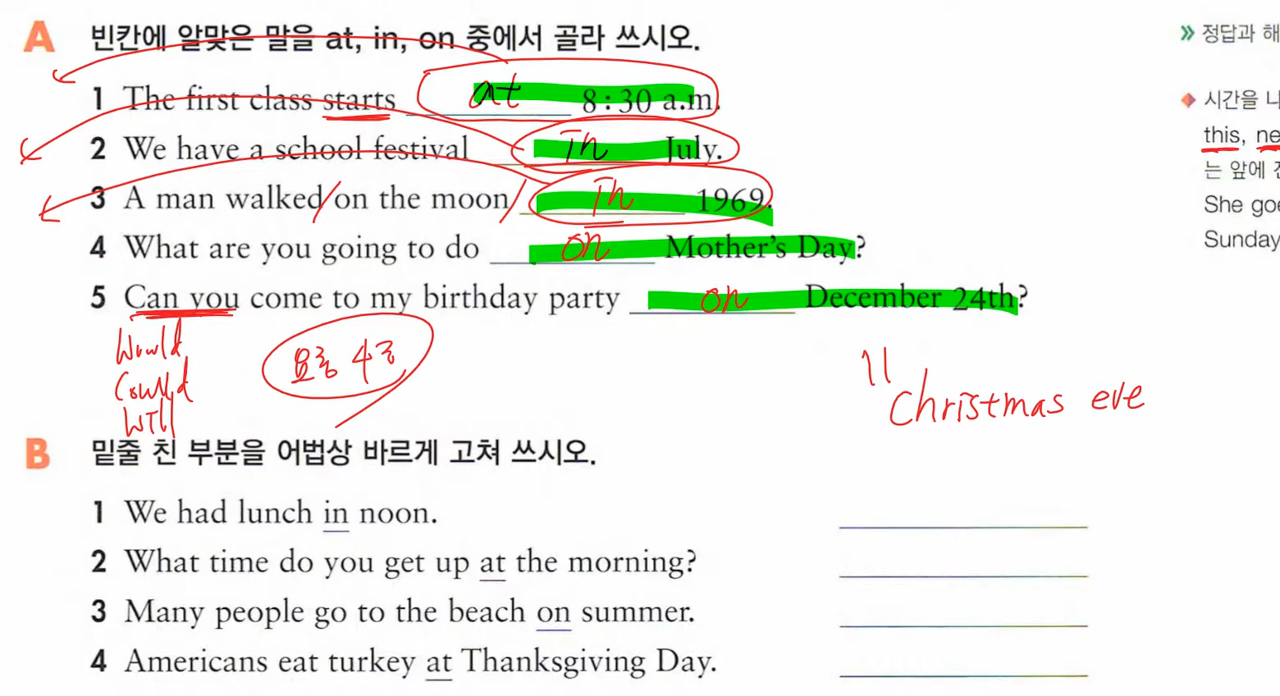 A 빈칸에 알맞은 말을 at, in, on 중에서 골라 쓰시오.
1 The first class starts at 8:30 a.m.
2 We have a school festival in July.
3 A man walked/on the moon/ in 1969.
4 What are you going to do on Mother's Day?
5 Can you come to my birthday party on December 24th?
Would
Could
Will
요청 4총
"Christmas eve
B 밑줄 친 부분을 어법상 바르게 고쳐 쓰시오.
1 We had lunch in noon.
2 What time do you get up at the morning?
3 Many people go to the beach on summer.
4 Americans eat turkey at Thanksgiving Day.
» 정답과 해
시간을 나
this, ne
는 앞에 전
She goe
Sunday